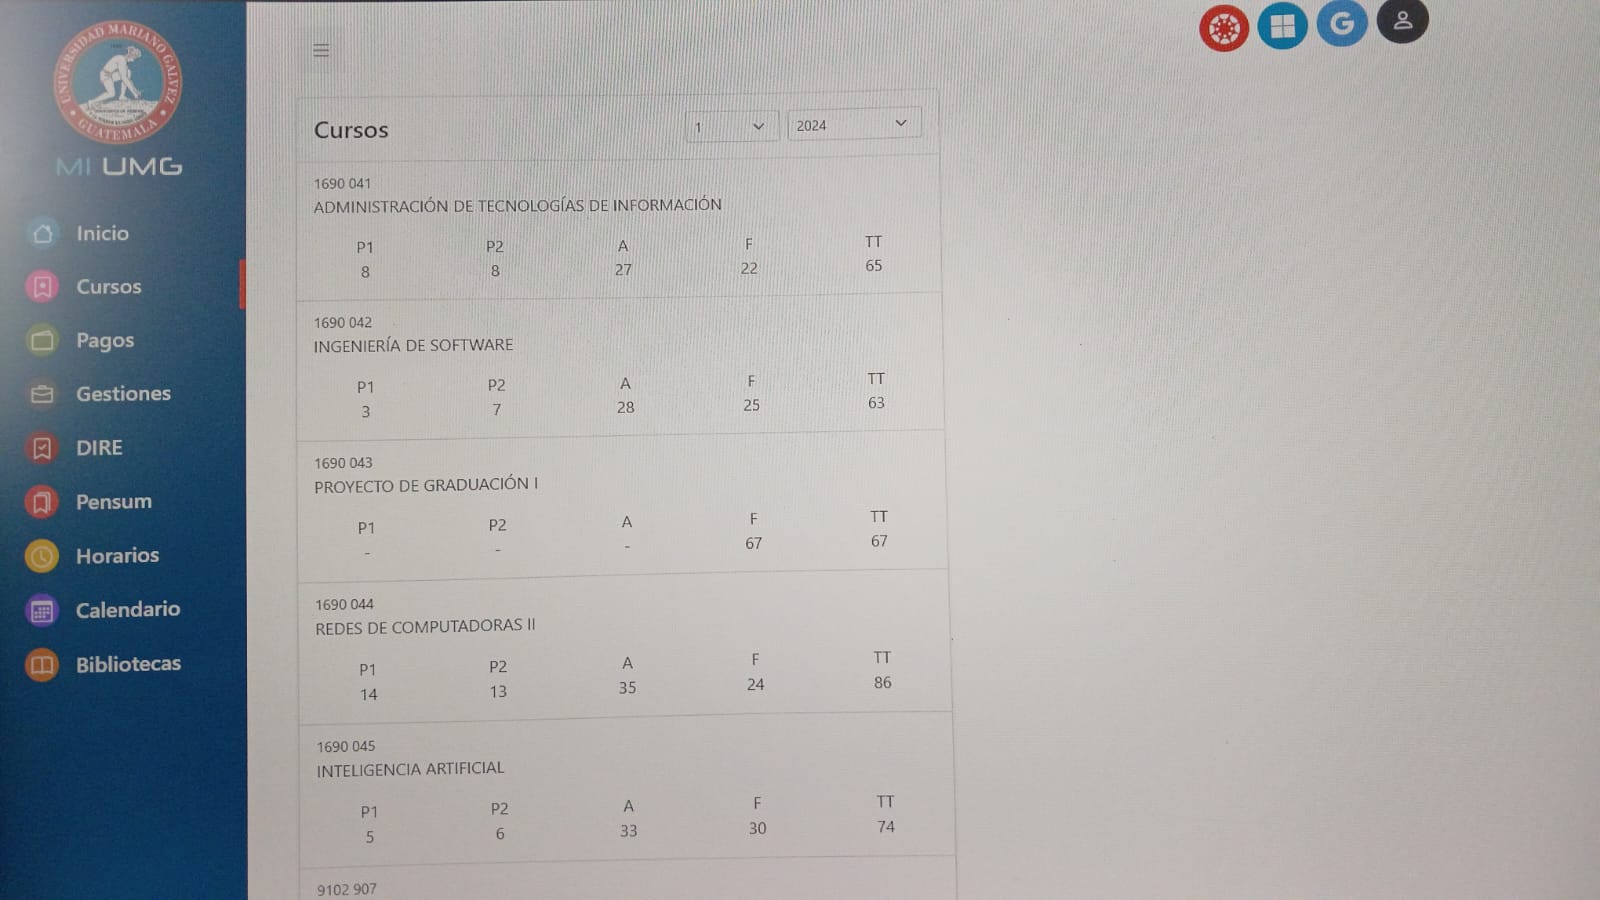 UNIVERSIDAD MARIANO GALVEZ
GUATEMALA
MI UMG
Inicio
Cursos
Pagos
Gestiones
DIRE
Pensum
Horarios
Calendario
Bibliotecas
G
Cursos 1 2024
1690 041
ADMINISTRACIÓN DE TECNOLOGÍAS DE INFORMACIÓN
P1 P2 A F TT
8 8 27 22 65
1690 042
INGENIERÍA DE SOFTWARE
P1 P2 A F TT
3 7 28 25 63
1690 043
PROYECTO DE GRADUACIÓN I
P1 P2 A F TT
- - - 67 67
1690 044
REDES DE COMPUTADORAS II
P1 P2 A F TT
14 13 35 24 86
1690 045
INTELIGENCIA ARTIFICIAL
P1 P2 A F TT
5 6 33 30 74
9102 907